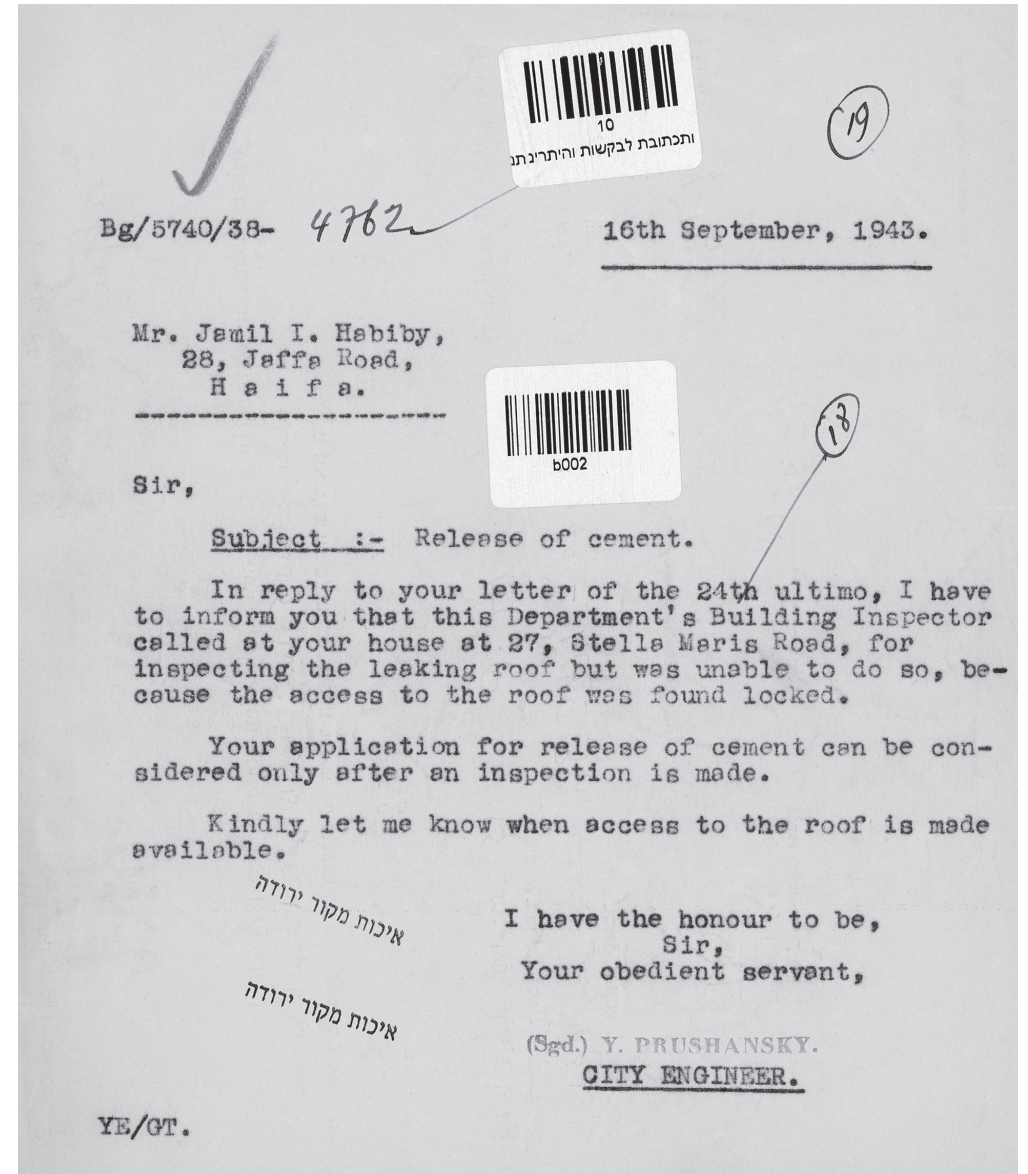 10
ותכתובת לבקשות והיתרים
19
Bg/5740/38- 4762
16th September, 1943.
Mr. Jamil I. Habiby,
28, Jaffa Road,
H a i f a.
b002
18
Sir,
Subject :- Release of cement.
In reply to your letter of the 24th ultimo, I have
to inform you that this Department's Building Inspector
called at your house at 27, Stella Maris Road, for
inspecting the leaking roof but was unable to do so, be-
cause the access to the roof was found locked.
Your application for release of cement can be con-
sidered only after an inspection is made.
Kindly let me know when access to the roof is made
available.
איכות מקור ירודה
איכות מקור ירודה
I have the honour to be,
Sir,
Your obedient servant,
(Sgd.) Y. PRUSHANSKY.
CITY ENGINEER.
YE/GT.